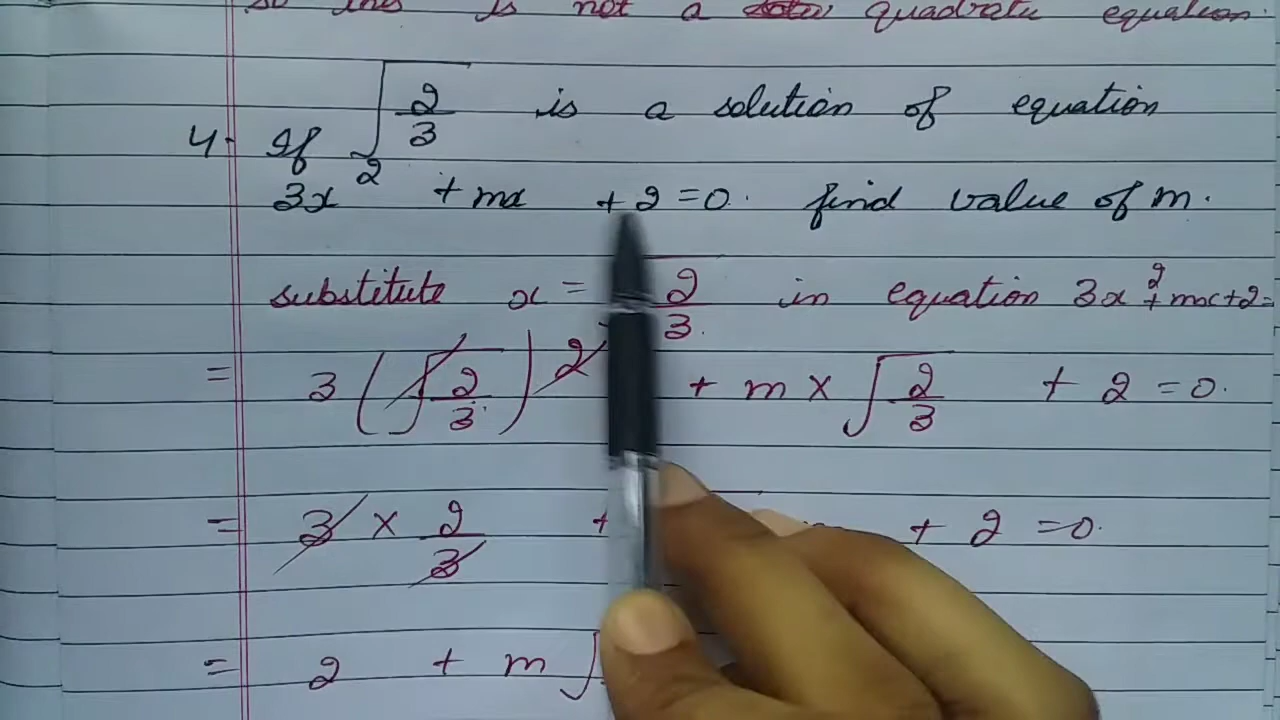 so this is not a quadratic equation.
4. If √2/3 is a solution of equation
3x² + mx + 2 = 0. find value of m.
substitute x = 2/3 in equation 3x² + mx + 2 =
= 3(√2/3)² + m × √2/3 + 2 = 0.
= 3 × 2/3 + + 2 = 0.
= 2 + m √